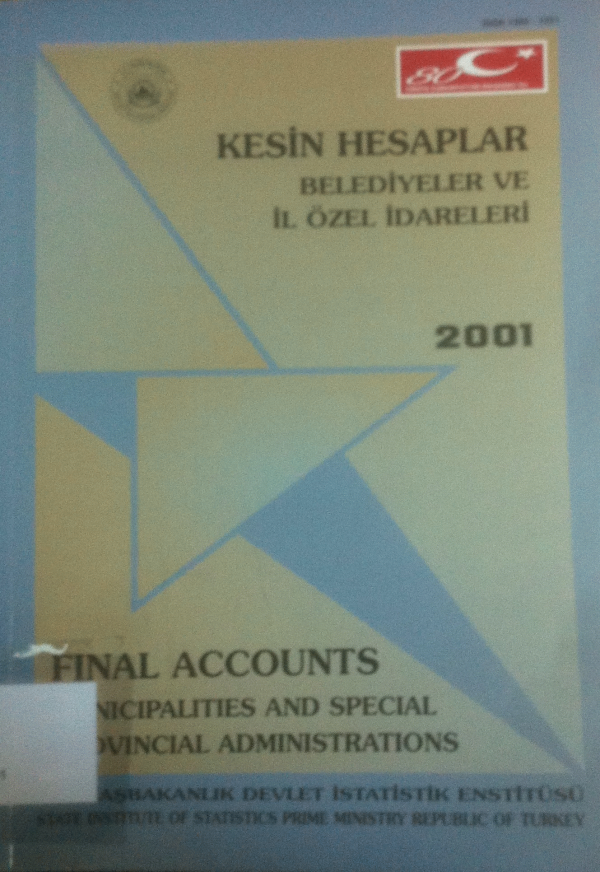 80
KESİN HESAPLAR
BELEDİYELER VE
İL ÖZEL İDARELERİ
2001
FINAL ACCOUNTS
NICIPALITIES AND SPECIAL
OVINCIAL ADMINISTRATIONS
AŞBAKANLIK DEVLET İSTATİSTİK ENSTİTÜSÜ
STATE INSTITUTE OF STATISTICS PRIME MINISTRY REPUBLIC OF TURKEY